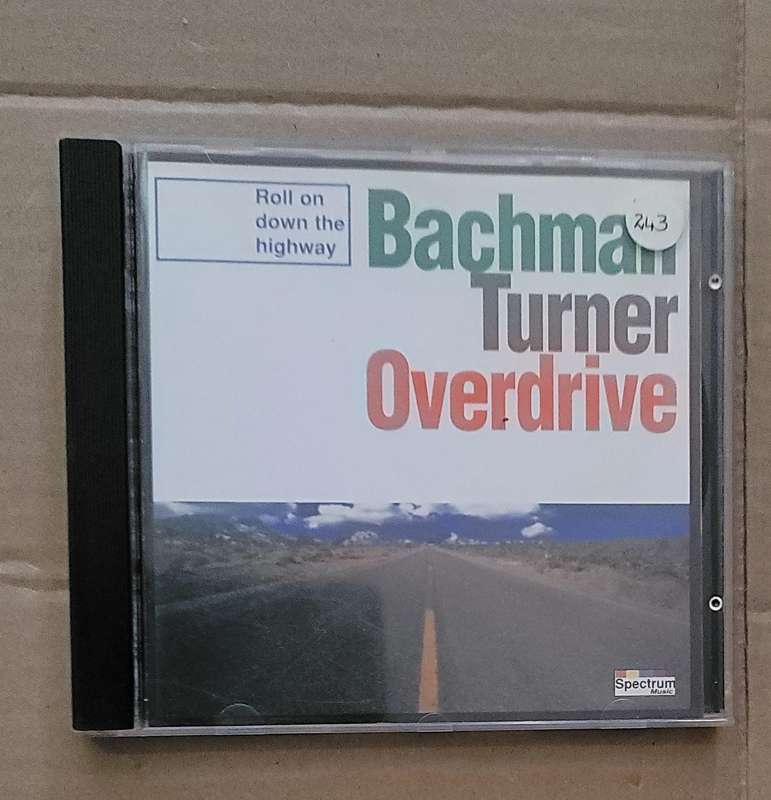 Roll on
down the
highway
Bachman
243
Turner
Overdrive
Spectrum
Music